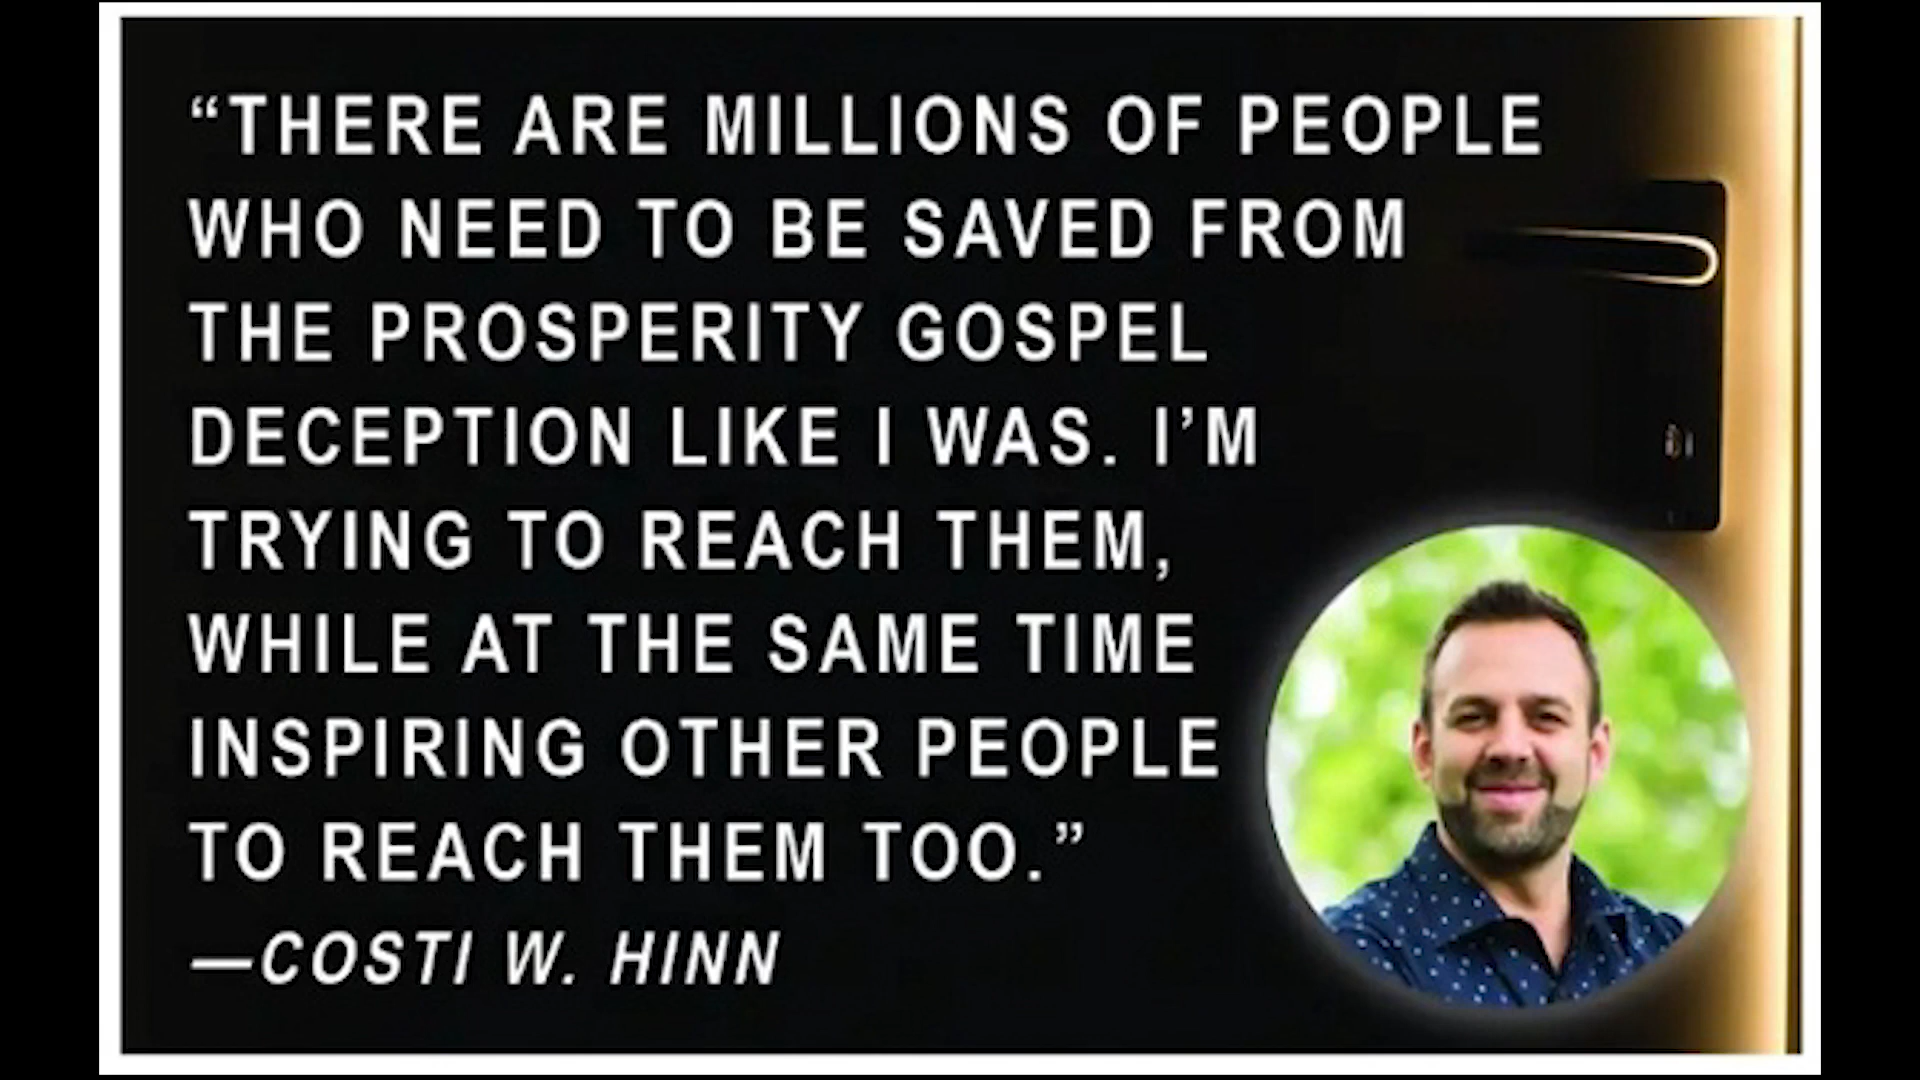 “THERE ARE MILLIONS OF PEOPLE
WHO NEED TO BE SAVED FROM
THE PROSPERITY GOSPEL
DECEPTION LIKE I WAS. I’M
TRYING TO REACH THEM,
WHILE AT THE SAME TIME
INSPIRING OTHER PEOPLE
TO REACH THEM TOO.”
—COSTI W. HINN